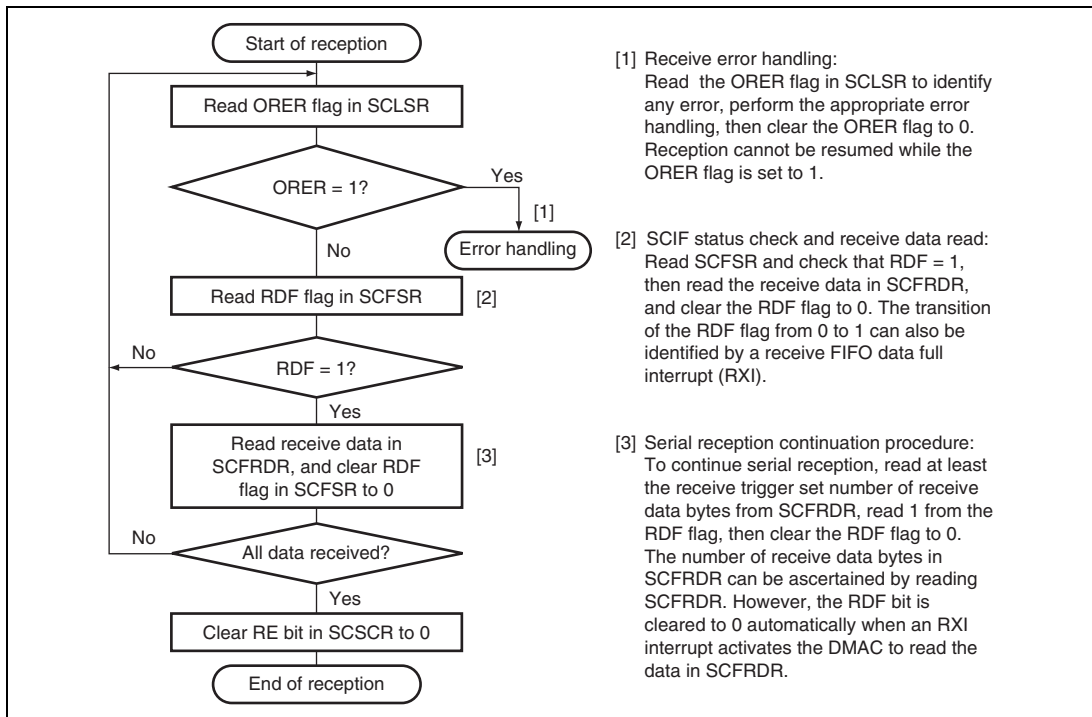 Start of reception
Read ORER flag in SCLSR
ORER = 1?
Yes
[1]
Error handling
No
Read RDF flag in SCFSR
[2]
No
RDF = 1?
Yes
Read receive data in
SCFRDR, and clear RDF
flag in SCFSR to 0
[3]
No
All data received?
Yes
Clear RE bit in SCSCR to 0
End of reception
[1] Receive error handling:
Read the ORER flag in SCLSR to identify
any error, perform the appropriate error
handling, then clear the ORER flag to 0.
Reception cannot be resumed while the
ORER flag is set to 1.
[2] SCIF status check and receive data read:
Read SCFSR and check that RDF = 1,
then read the receive data in SCFRDR,
and clear the RDF flag to 0. The transition
of the RDF flag from 0 to 1 can also be
identified by a receive FIFO data full
interrupt (RXI).
[3] Serial reception continuation procedure:
To continue serial reception, read at least
the receive trigger set number of receive
data bytes from SCFRDR, read 1 from the
RDF flag, then clear the RDF flag to 0.
The number of receive data bytes in
SCFRDR can be ascertained by reading
SCFRDR. However, the RDF bit is
cleared to 0 automatically when an RXI
interrupt activates the DMAC to read the
data in SCFRDR.